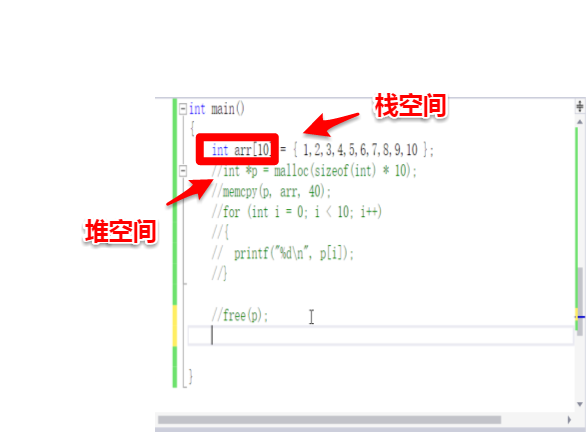 int main()
栈空间
{
int arr[10] = { 1,2,3,4,5,6,7,8,9,10 };
//int *p = malloc(sizeof(int) * 10);
//memcpy(p, arr, 40);
//for (int i = 0; i < 10; i++)
堆空间
//{
// printf("%d\n", p[i]);
//}
//free(p);
}